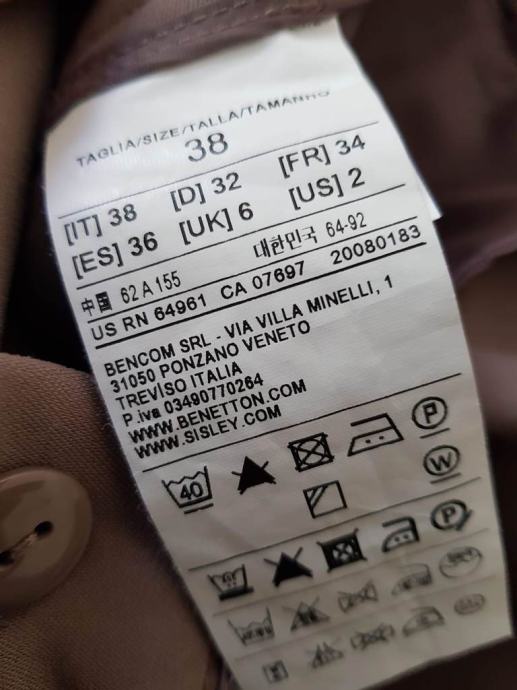 TAGLIA/SIZE/TALLA/TAMANHO
38
[IT] 38 [D] 32 [FR] 34
[ES] 36 [UK] 6 [US] 2
中国 62 A 155 대한민국 64-92
US RN 64961 CA 07697 20080183
BENCOM SRL - VIA VILLA MINELLI, 1
31050 PONZANO VENETO
TREVISO ITALIA
P.iva 03490770264
WWW.BENETTON.COM
WWW.SISLEY.COM
40 P
W